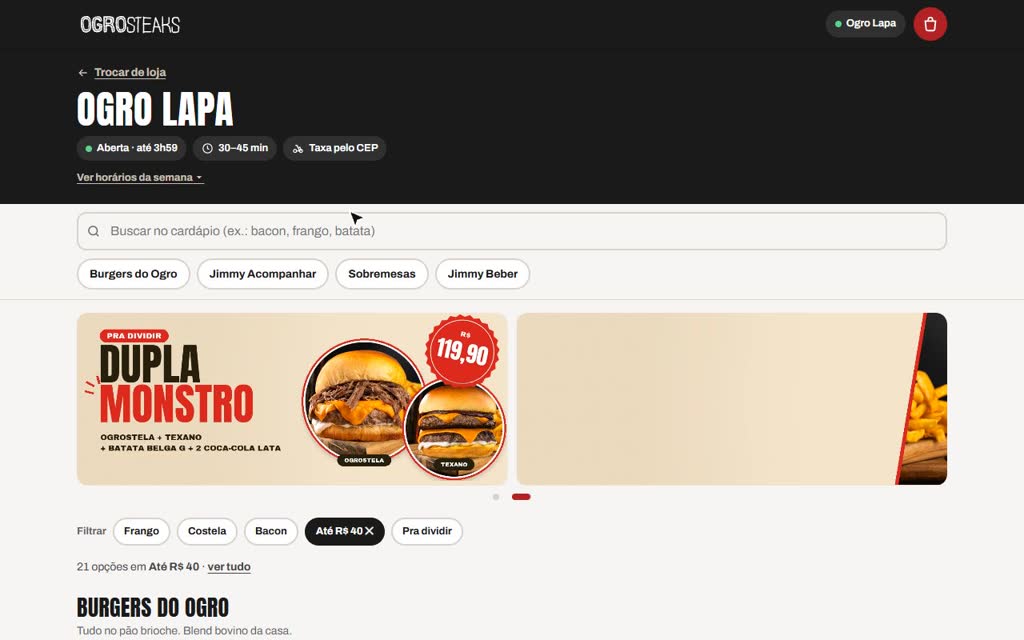 OGROSTEAKS
Ogro Lapa
← Trocar de loja
OGRO LAPA
Aberta · até 3h59
30–45 min
Taxa pelo CEP
Ver horários da semana
Buscar no cardápio (ex.: bacon, frango, batata)
Burgers do Ogro
Jimmy Acompanhar
Sobremesas
Jimmy Beber
PRA DIVIDIR
DUPLA
MONSTRO
OGROSTELA + TEXANO
+ BATATA BELGA G + 2 COCA-COLA LATA
R$
119,90
OGROSTELA
TEXANO
Filtrar
Frango
Costela
Bacon
Até R$ 40 ✕
Pra dividir
21 opções em Até R$ 40 · ver tudo
BURGERS DO OGRO
Tudo no pão brioche. Blend bovino da casa.